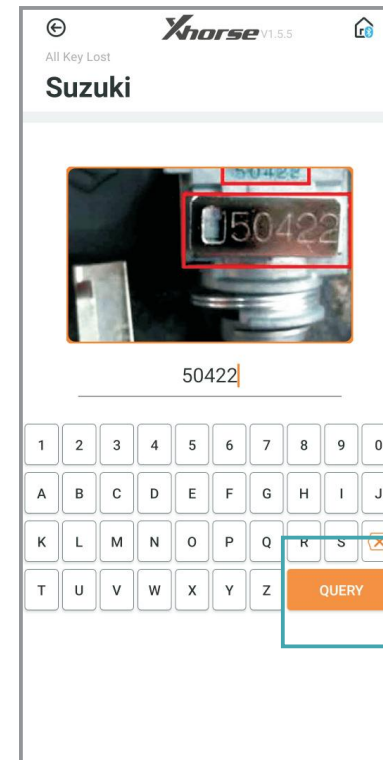 Xhorse V1.5.5
All Key Lost
Suzuki
50422
50422
50422
1 2 3 4 5 6 7 8 9 0
A B C D E F G H I J
K L M N O P Q R S
T U V W X Y Z QUERY